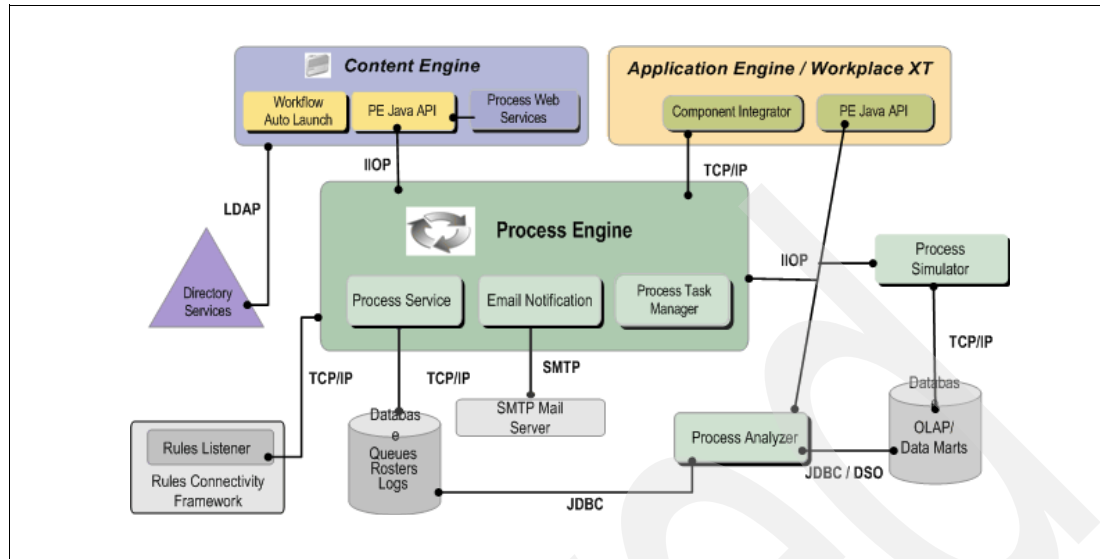 Content Engine
Workflow
Auto Launch
PE Java API
Process Web
Services
Application Engine / Workplace XT
Component Integrator
PE Java API
IIOP
TCP/IP
LDAP
Process Engine
Process Service
Email Notification
Process Task
Manager
IIOP
Process
Simulator
Directory
Services
TCP/IP
TCP/IP
SMTP
TCP/IP
Rules Listener
Rules Connectivity
Framework
Databas
e
Queues
Rosters
Logs
SMTP Mail
Server
Process Analyzer
Databas
e
OLAP/
Data Marts
JDBC / DSO
JDBC